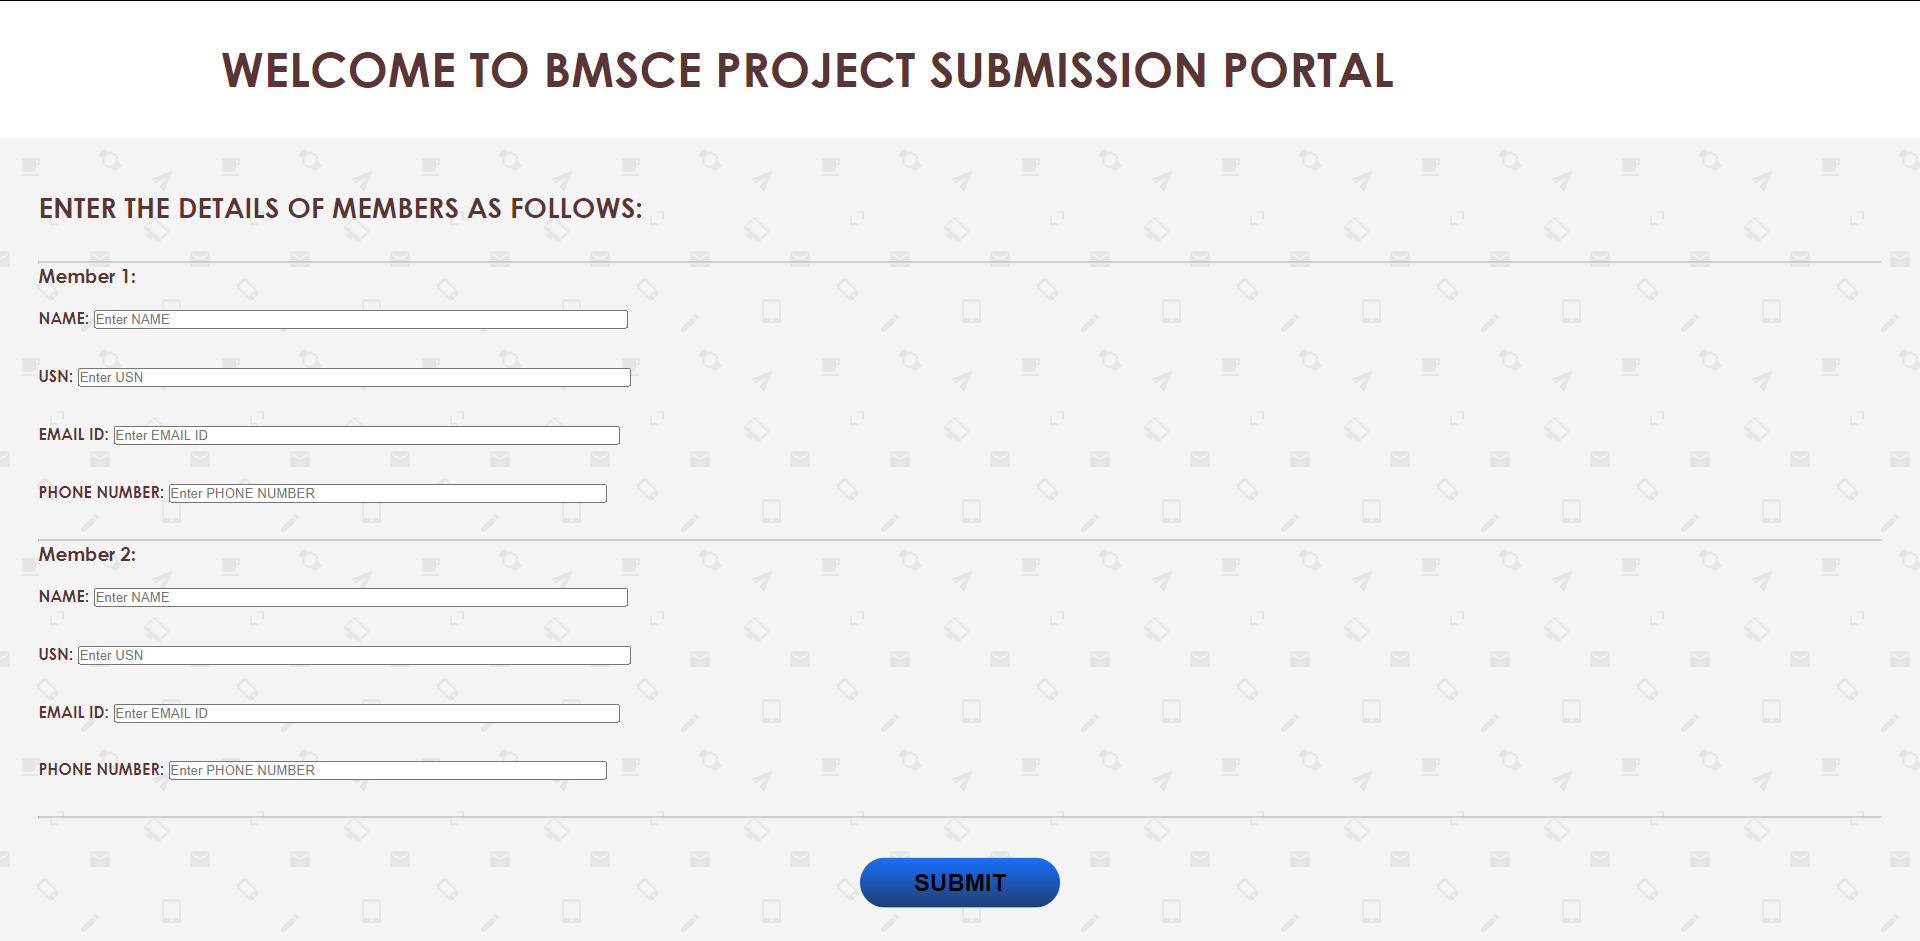 WELCOME TO BMSCE PROJECT SUBMISSION PORTAL
ENTER THE DETAILS OF MEMBERS AS FOLLOWS:
Member 1:
NAME: Enter NAME
USN: Enter USN
EMAIL ID: Enter EMAIL ID
PHONE NUMBER: Enter PHONE NUMBER
Member 2:
NAME: Enter NAME
USN: Enter USN
EMAIL ID: Enter EMAIL ID
PHONE NUMBER: Enter PHONE NUMBER
SUBMIT